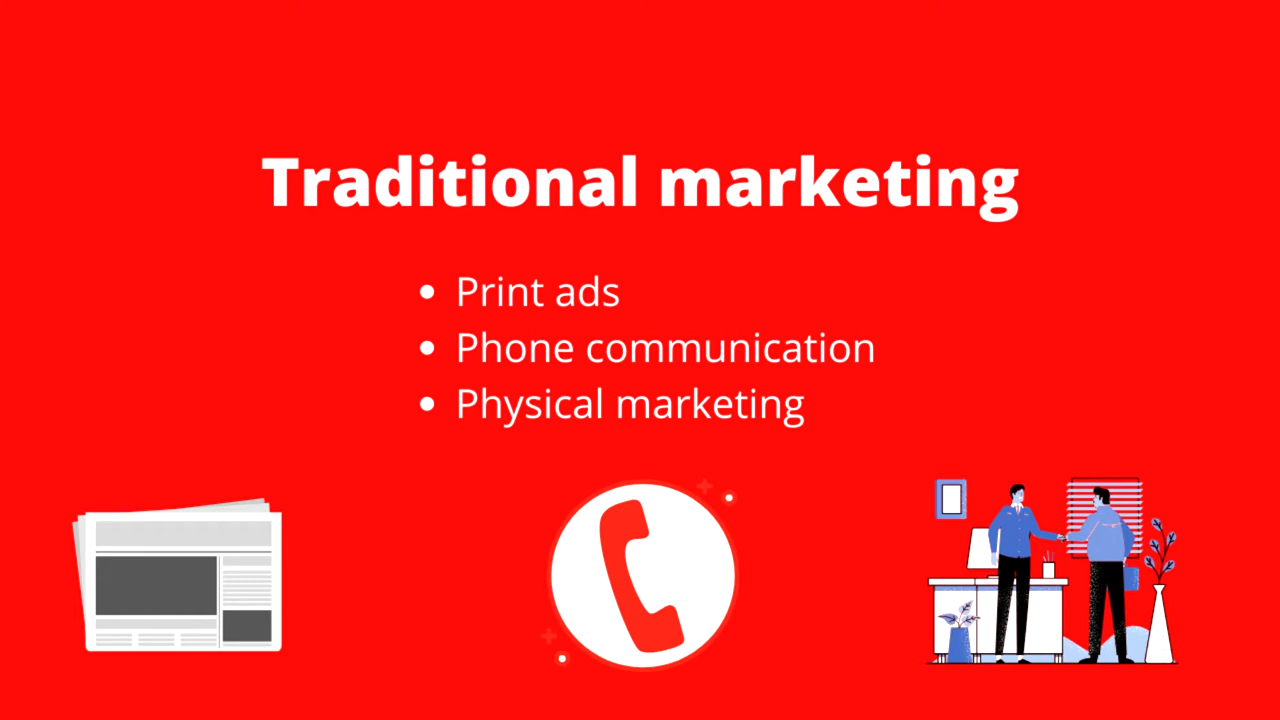 Traditional marketing
• Print ads
• Phone communication
• Physical marketing